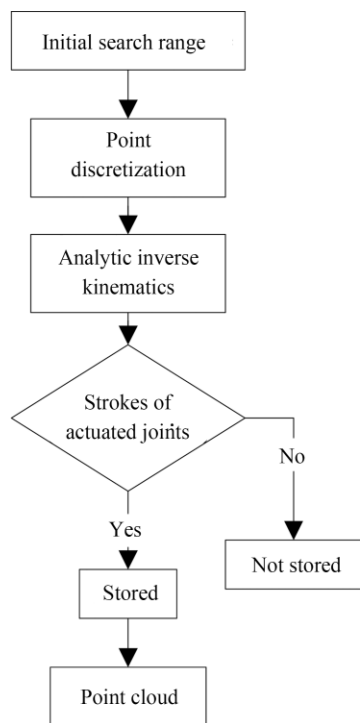 Initial search range
Point
discretization
Analytic inverse
kinematics
Strokes of
actuated joints
No
Yes
Not stored
Stored
Point cloud